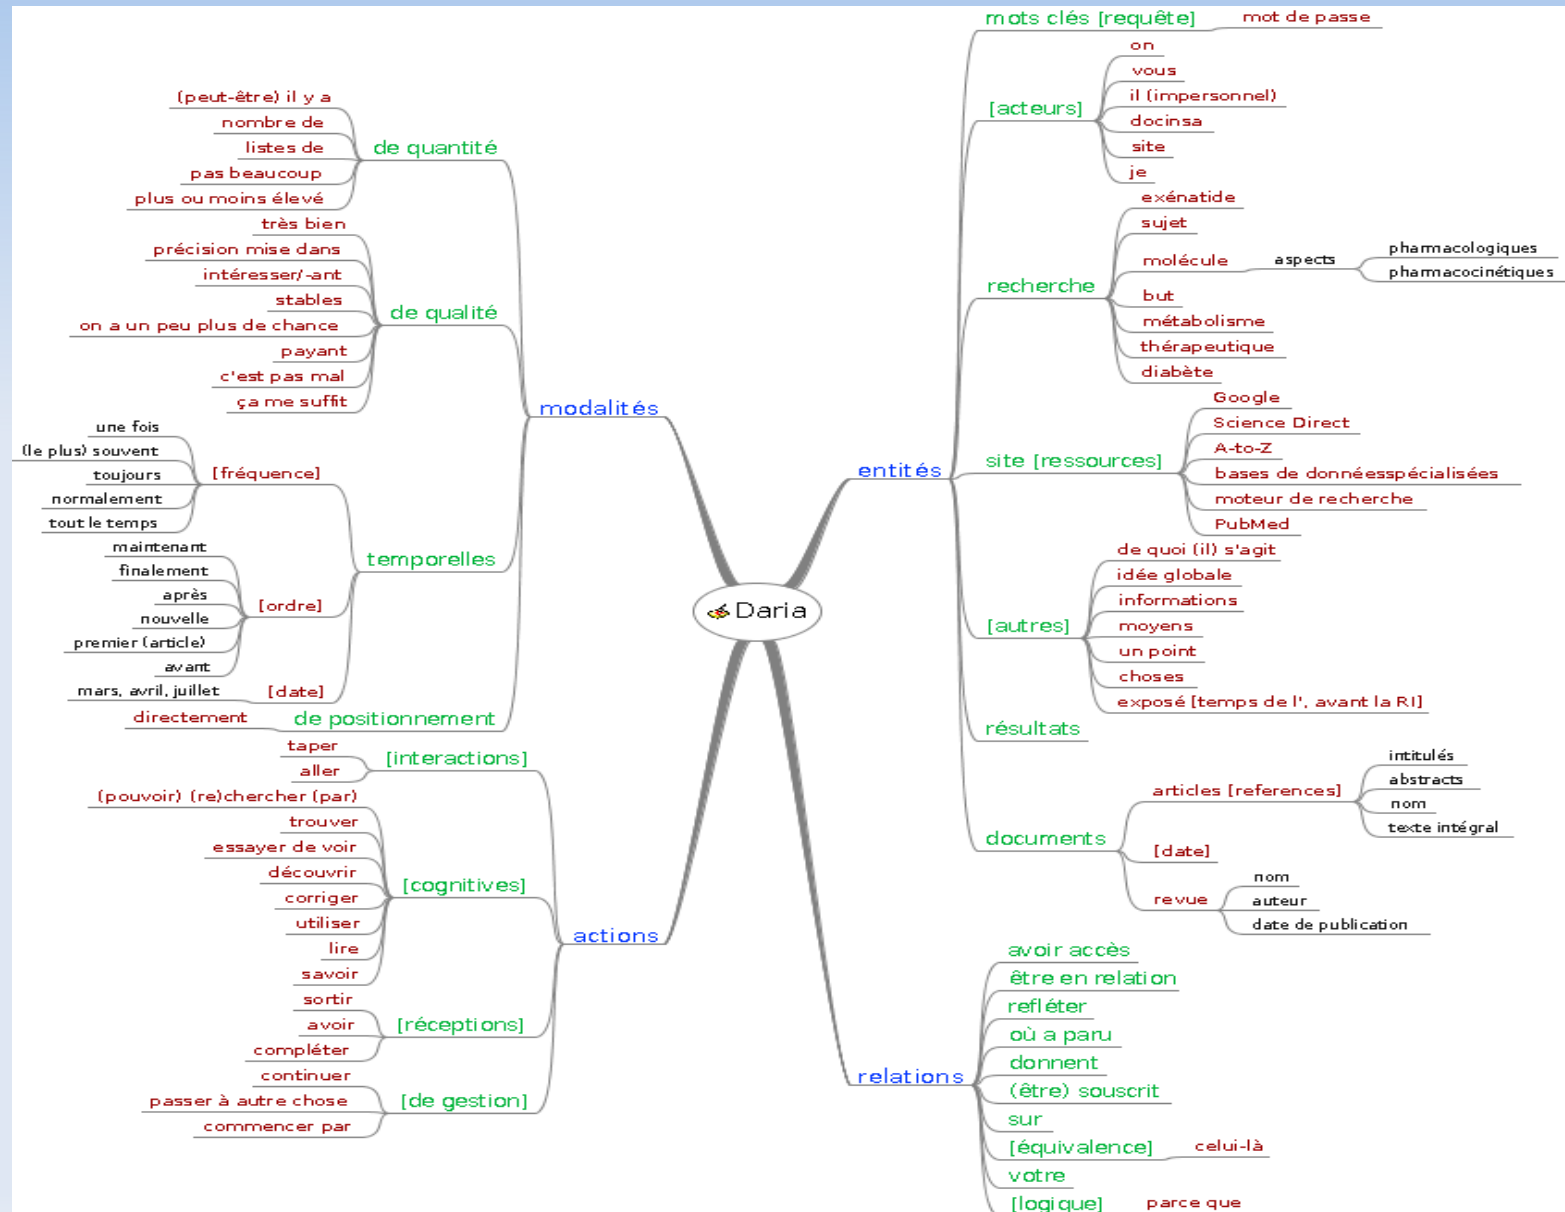 (peut-être) il y a
nombre de
listes de
pas beaucoup
plus ou moins élevé
de quantité
très bien
précision mise dans
intéresser/-ant
stables
on a un peu plus de chance
payant
c'est pas mal
ça me suffit
de qualité
modalités
une fois
(le plus) souvent
toujours
normalement
tout le temps
[fréquence]
maintenant
finalement
après
nouvelle
premier (article)
avant
[ordre]
temporelles
mars, avril, juillet
[date]
directement
de positionnement
taper
aller
[interactions]
(pouvoir) (re)chercher (par)
trouver
essayer de voir
découvrir
corriger
utiliser
lire
savoir
[cognitives]
actions
sortir
avoir
compléter
[réceptions]
continuer
passer à autre chose
commencer par
[de gestion]
Daria
entités
mots clés [requête]
mot de passe
[acteurs]
on
vous
il (impersonnel)
docinsa
site
je
recherche
exénatide
sujet
molécule
aspects
pharmacologiques
pharmacocinétiques
but
métabolisme
thérapeutique
diabète
site [ressources]
Google
Science Direct
A-to-Z
bases de donnéesspécialisées
moteur de recherche
PubMed
[autres]
de quoi (il) s'agit
idée globale
informations
moyens
un point
choses
exposé [temps de l', avant la RI]
résultats
documents
articles [references]
intitulés
abstracts
nom
texte intégral
[date]
revue
nom
auteur
date de publication
relations
avoir accès
être en relation
refléter
où a paru
donnent
(être) souscrit
sur
[équivalence]
celui-là
votre
[logique]
parce que